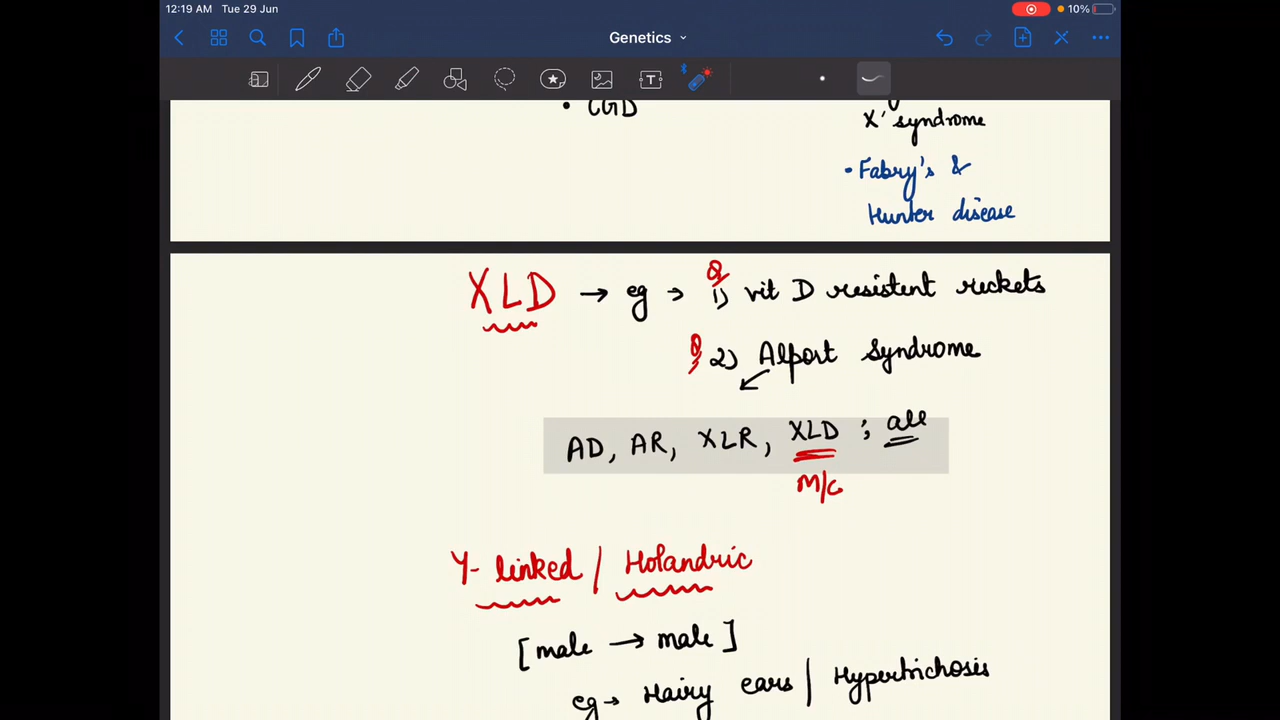 12:19 AM Tue 29 Jun
10%
Genetics
• CGD
X' syndrome
• Fabry's &
Hunter disease
XLD → eg → 1) vit D resistent reckets
Q
Q 2) Alport Syndrome
AD, AR, XLR, XLD ; all
M/C
Y- linked / Holandric
[male → male]
eg → Hairy ears / Hypertrichosis